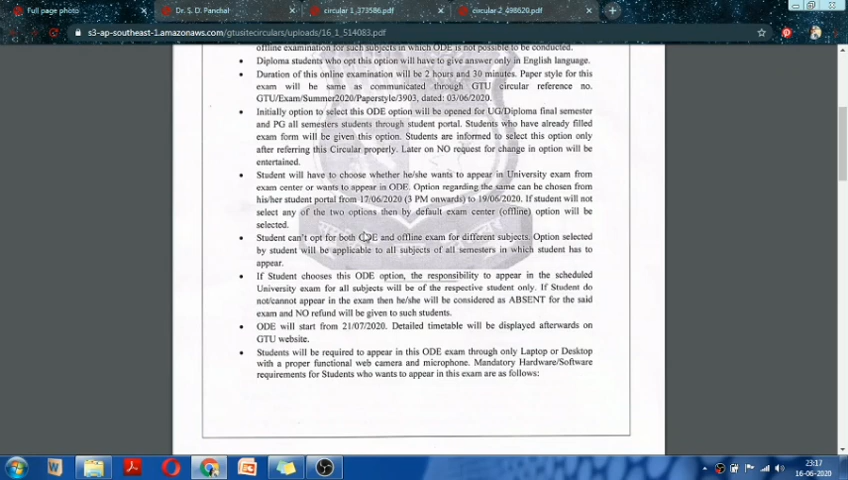 Full page photo
Dr. S. D. Panchal
circular 1_373586.pdf
circular 2_498620.pdf
s3-ap-southeast-1.amazonaws.com/gtusitecirculars/uploads/16_1_514083.pdf
offline examination for such subjects in which ODE is not possible to be conducted.
• Diploma students who opt this option will have to give answer only in English language.
• Duration of this online examination will be 2 hours and 30 minutes. Paper style for this
exam will be same as communicated through GTU circular reference no.
GTU/Exam/Summer2020/Paperstyle/3903, dated: 03/06/2020.
• Initially option to select this ODE option will be opened for UG/Diploma final semester
and PG all semesters students through student portal. Students who have already filled
exam form will be given this option. Students are informed to select this option only
after referring this Circular properly. Later on NO request for change in option will be
entertained.
• Student will have to choose whether he/she wants to appear in University exam from
exam center or wants to appear in ODE. Option regarding the same can be chosen from
his/her student portal from 17/06/2020 (3 PM onwards) to 19/06/2020. If student will not
select any of the two options then by default exam center (offline) option will be
selected.
• Student can't opt for both ODE and offline exam for different subjects. Option selected
by student will be applicable to all subjects of all semesters in which student has to
appear.
• If Student chooses this ODE option, the responsibility to appear in the scheduled
University exam for all subjects will be of the respective student only. If Student do
not/cannot appear in the exam then he/she will be considered as ABSENT for the said
exam and NO refund will be given to such students.
• ODE will start from 21/07/2020. Detailed timetable will be displayed afterwards on
GTU website.
• Students will be required to appear in this ODE exam through only Laptop or Desktop
with a proper functional web camera and microphone. Mandatory Hardware/Software
requirements for Students who wants to appear in this exam are as follows:
23:17
16-06-2020